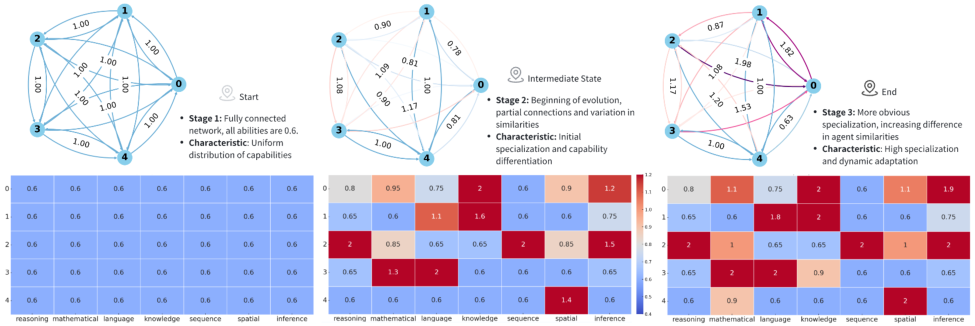 1
2
0
3
4
1.00
1.00
1.00
1.00
1.00
1.00
1.00
1.00
1.00
1.00
Start
• Stage 1: Fully connected
network, all abilities are 0.6.
• Characteristic: Uniform
distribution of capabilities
1
2
0
3
4
0.90
0.78
0.81
1.00
1.09
1.08
0.90
1.17
0.81
1.00
Intermediate State
• Stage 2: Beginning of evolution,
partial connections and variation in
similarities
• Characteristic: Initial
specialization and capability
differentiation
1
2
0
3
4
0.87
1.82
1.98
1.00
1.08
1.17
1.20
1.53
0.63
1.00
End
• Stage 3: More obvious
specialization, increasing difference
in agent similarities
• Characteristic: High specialization
and dynamic adaptation
0 0.6 0.6 0.6 0.6 0.6 0.6 0.6
1 0.6 0.6 0.6 0.6 0.6 0.6 0.6
2 0.6 0.6 0.6 0.6 0.6 0.6 0.6
3 0.6 0.6 0.6 0.6 0.6 0.6 0.6
4 0.6 0.6 0.6 0.6 0.6 0.6 0.6
reasoning mathematical language knowledge sequence spatial inference
0 0.8 0.95 0.75 2 0.6 0.9 1.2
1 0.65 0.6 1.1 1.6 0.6 0.6 0.75
2 2 0.85 0.65 0.65 2 0.85 1.5
3 0.65 1.3 2 0.6 0.6 0.6 0.6
4 0.6 0.6 0.6 0.6 0.6 1.4 0.6
reasoning mathematical language knowledge sequence spatial inference
1.2
1.1
1.0
0.9
0.8
0.7
0.6
0.5
0.4
0 0.8 1.1 0.75 2 0.6 1.1 1.9
1 0.65 0.6 1.8 2 0.6 0.6 0.75
2 2 1 0.65 0.65 2 1 2
3 0.65 2 2 0.9 0.6 0.6 0.65
4 0.6 0.9 0.6 0.6 0.6 2 0.6
reasoning mathematical language knowledge sequence spatial inference